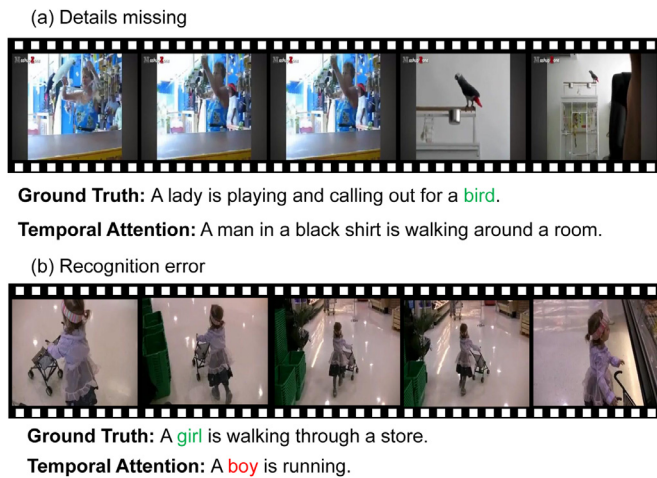 (a) Details missing
Ground Truth: A lady is playing and calling out for a bird.
Temporal Attention: A man in a black shirt is walking around a room.
(b) Recognition error
Ground Truth: A girl is walking through a store.
Temporal Attention: A boy is running.